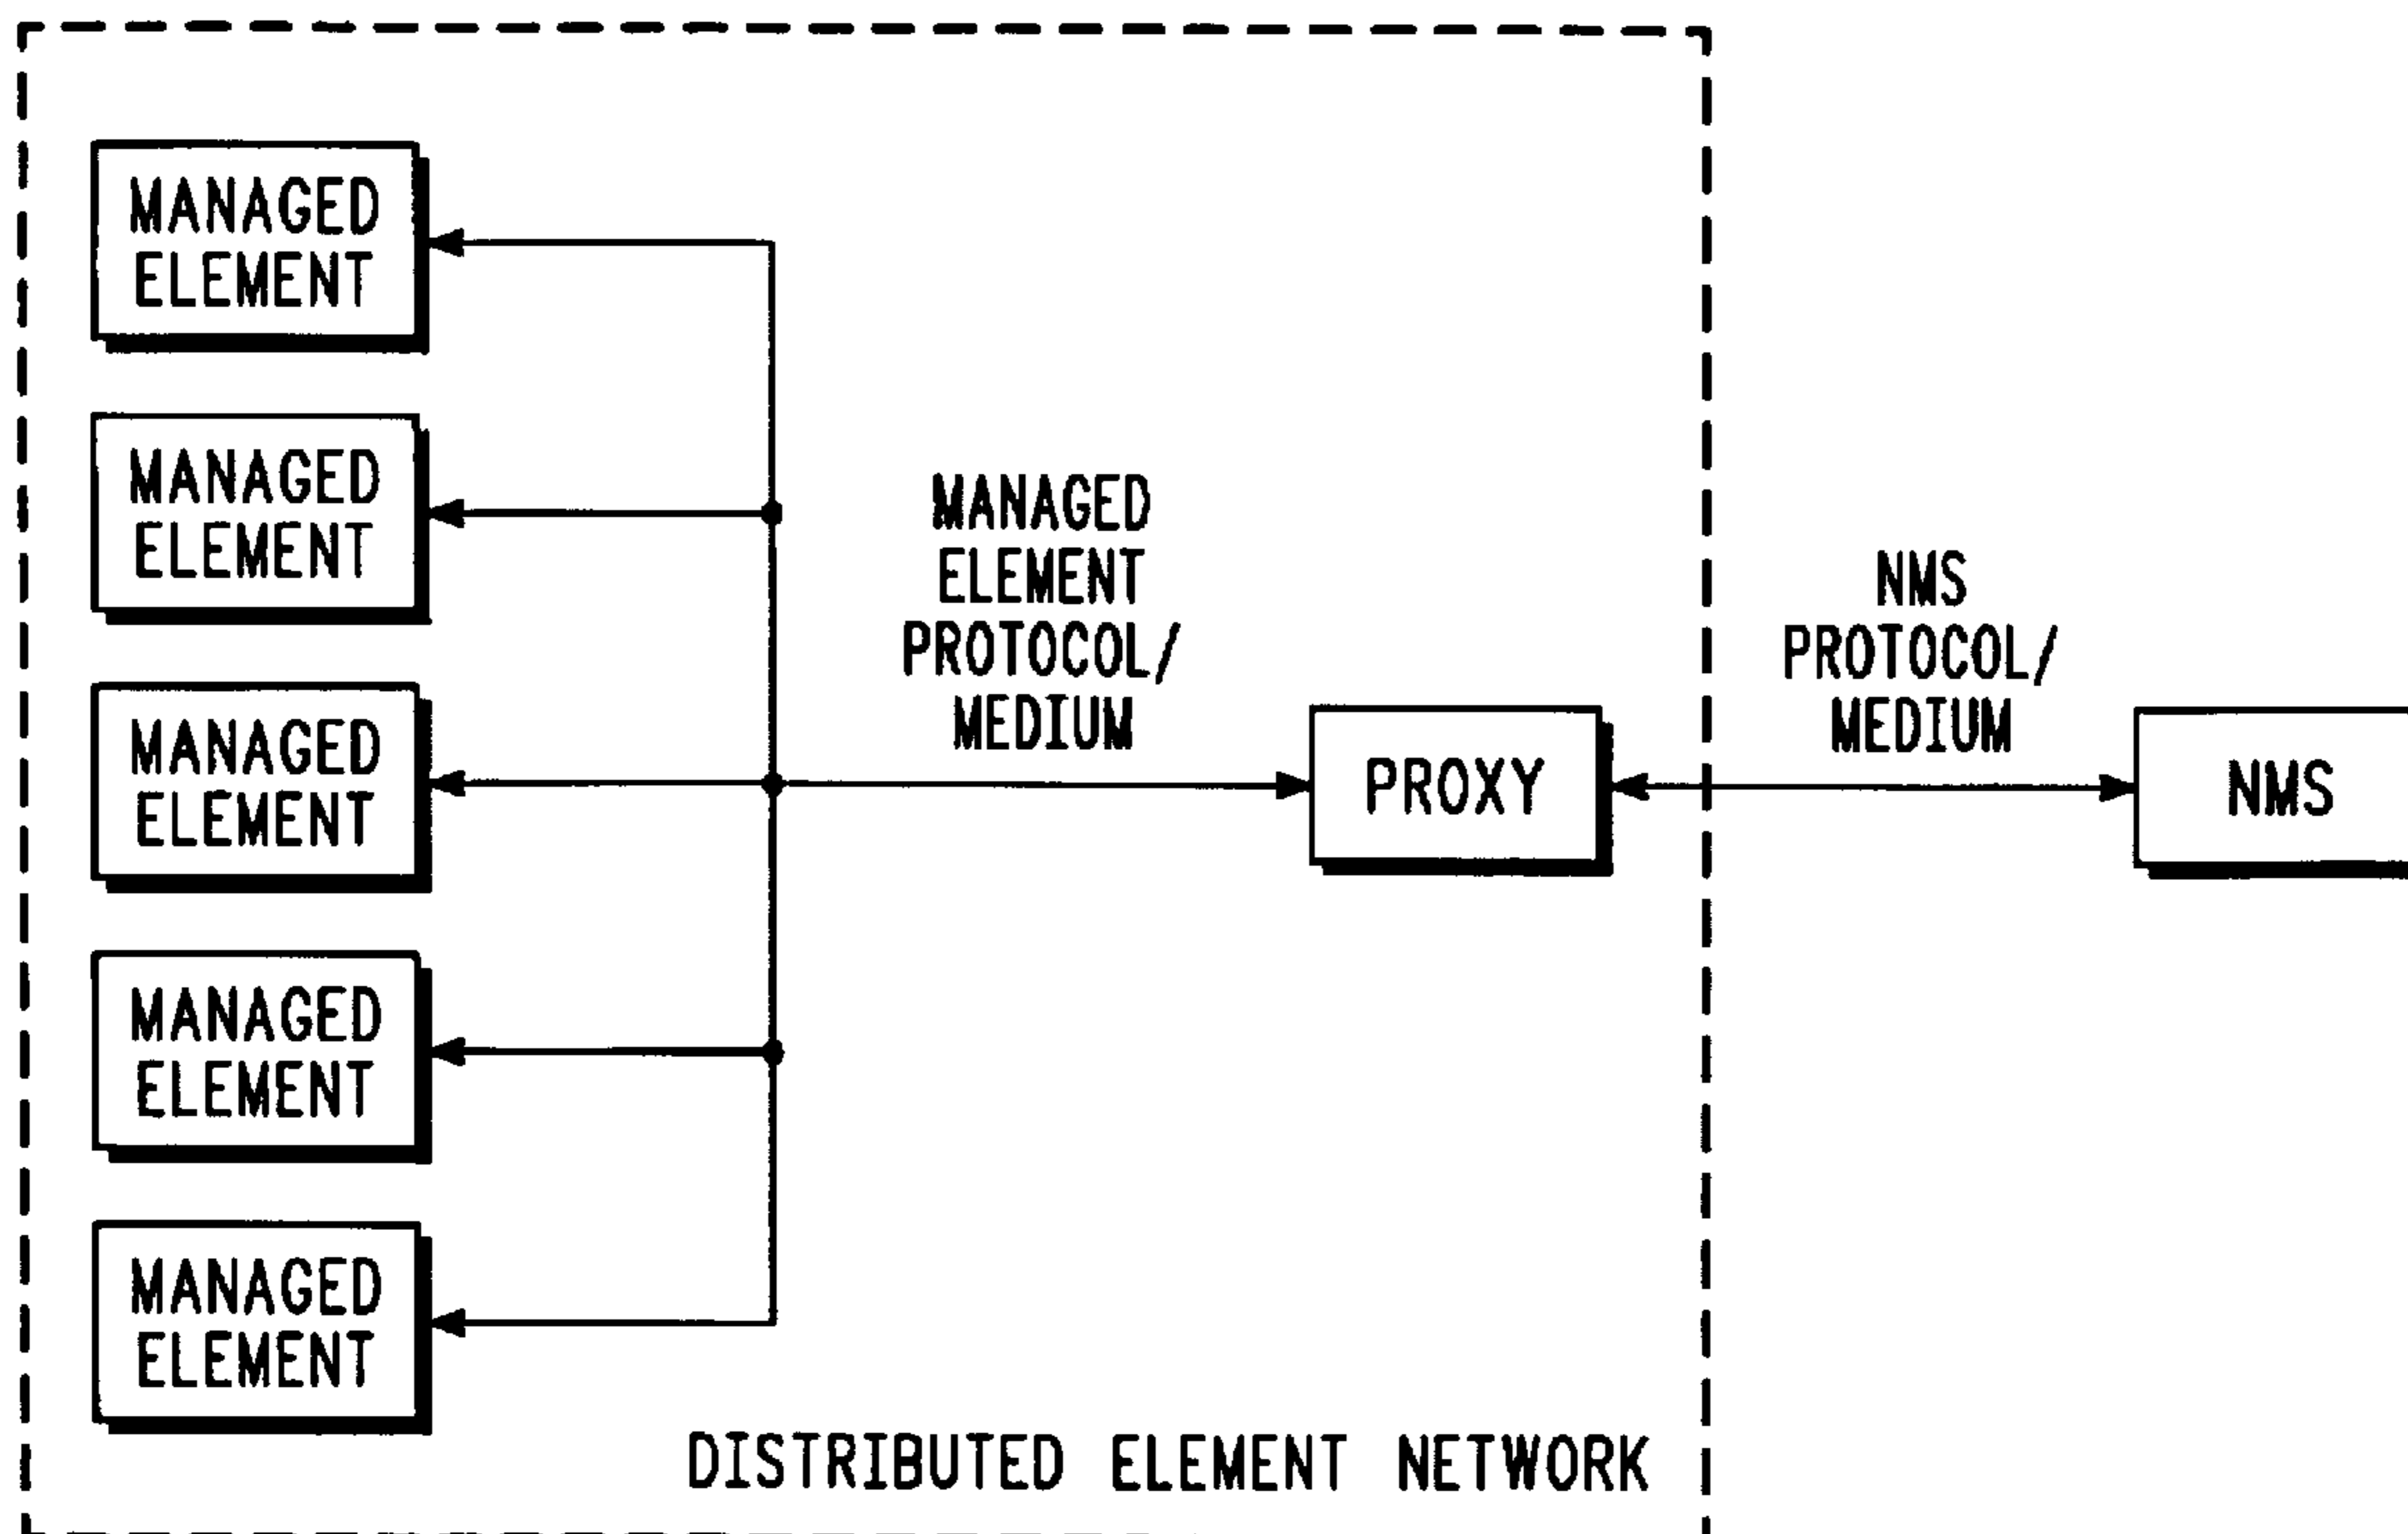 MANAGED
ELEMENT
MANAGED
ELEMENT
MANAGED
ELEMENT
MANAGED
ELEMENT
MANAGED
ELEMENT
MANAGED
ELEMENT
PROTOCOL/
MEDIUM
PROXY
NMS
PROTOCOL/
MEDIUM
NMS
DISTRIBUTED ELEMENT NETWORK